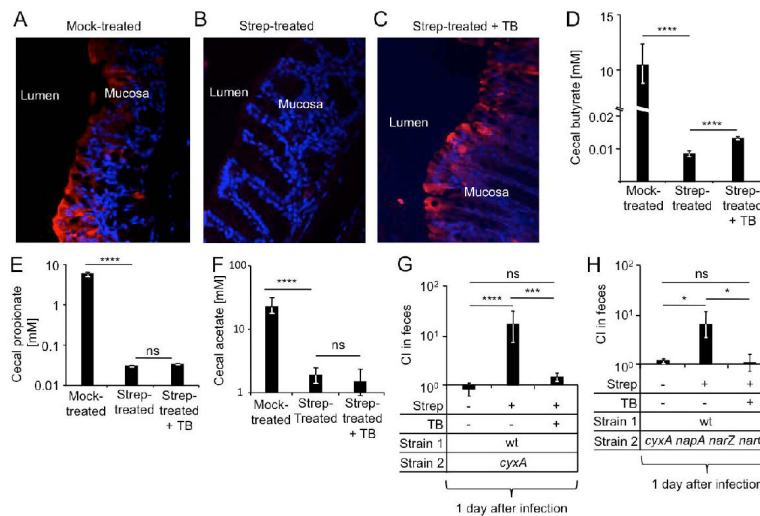 A
Mock-treated
Lumen
Mucosa
B
Strep-treated
Lumen
Mucosa
C
Strep-treated + TB
Lumen
Mucosa
D
Cecal butyrate [mM]
15
10
0.02
0.01
****
****
Mock-
treated
Strep-
treated
Strep-
treated
+ TB
E
Cecal propionate
[mM]
10
1
0.1
0.01
****
ns
Mock-
treated
Strep-
treated
Strep-
treated
+ TB
F
Cecal acetate [mM]
100
10
1
****
ns
Mock-
treated
Strep-
Treated
Strep-
treated
+ TB
G
CI in feces
10²
10¹
10⁰
ns
****
***
Strep - + +
TB - - +
Strain 1 wt
Strain 2 cyxA
1 day after infection
H
CI in feces
10²
10¹
10⁰
ns
*
*
Strep - + +
TB - - +
Strain 1 wt
Strain 2 cyxA napA narZ
1 day after infection